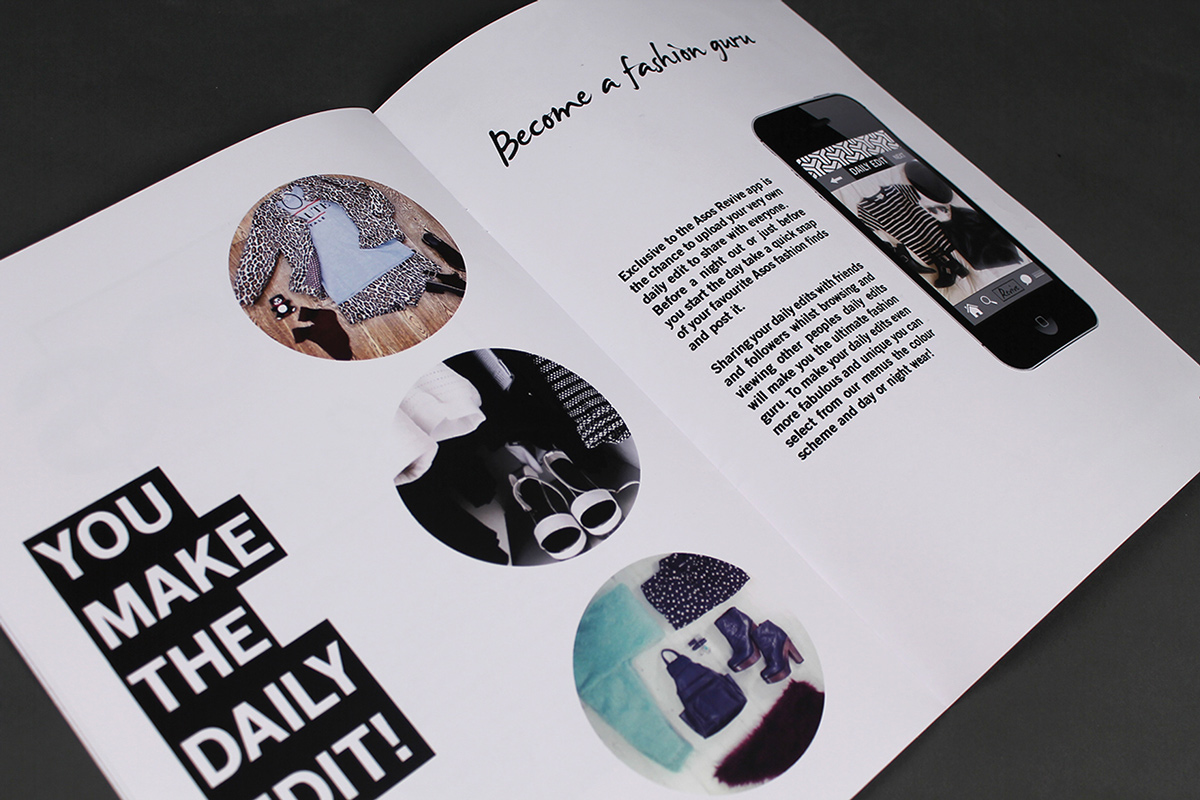 Become a fashion guru
Exclusive to the Asos Revive app is
the chance to upload your very own
daily edit to share with everyone.
Before a night out or just before
you start the day take a quick snap
of your favourite Asos fashion finds
and post it.
Sharing your daily edits with friends
and followers whilst browsing and
viewing other peoples daily edits
will make you the ultimate fashion
guru. To make your daily edits even
more fabulous and unique you can
select from our menus the colour
scheme and day or night wear!
DAILY EDIT
NEXT
Revive
YOU
MAKE
THE
DAILY
EDIT!